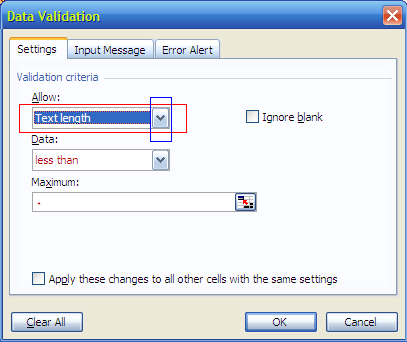 Data Validation
Settings
Input Message
Error Alert
Validation criteria
Allow:
Text length
Ignore blank
Data:
less than
Maximum:
Apply these changes to all other cells with the same settings
Clear All
OK
Cancel